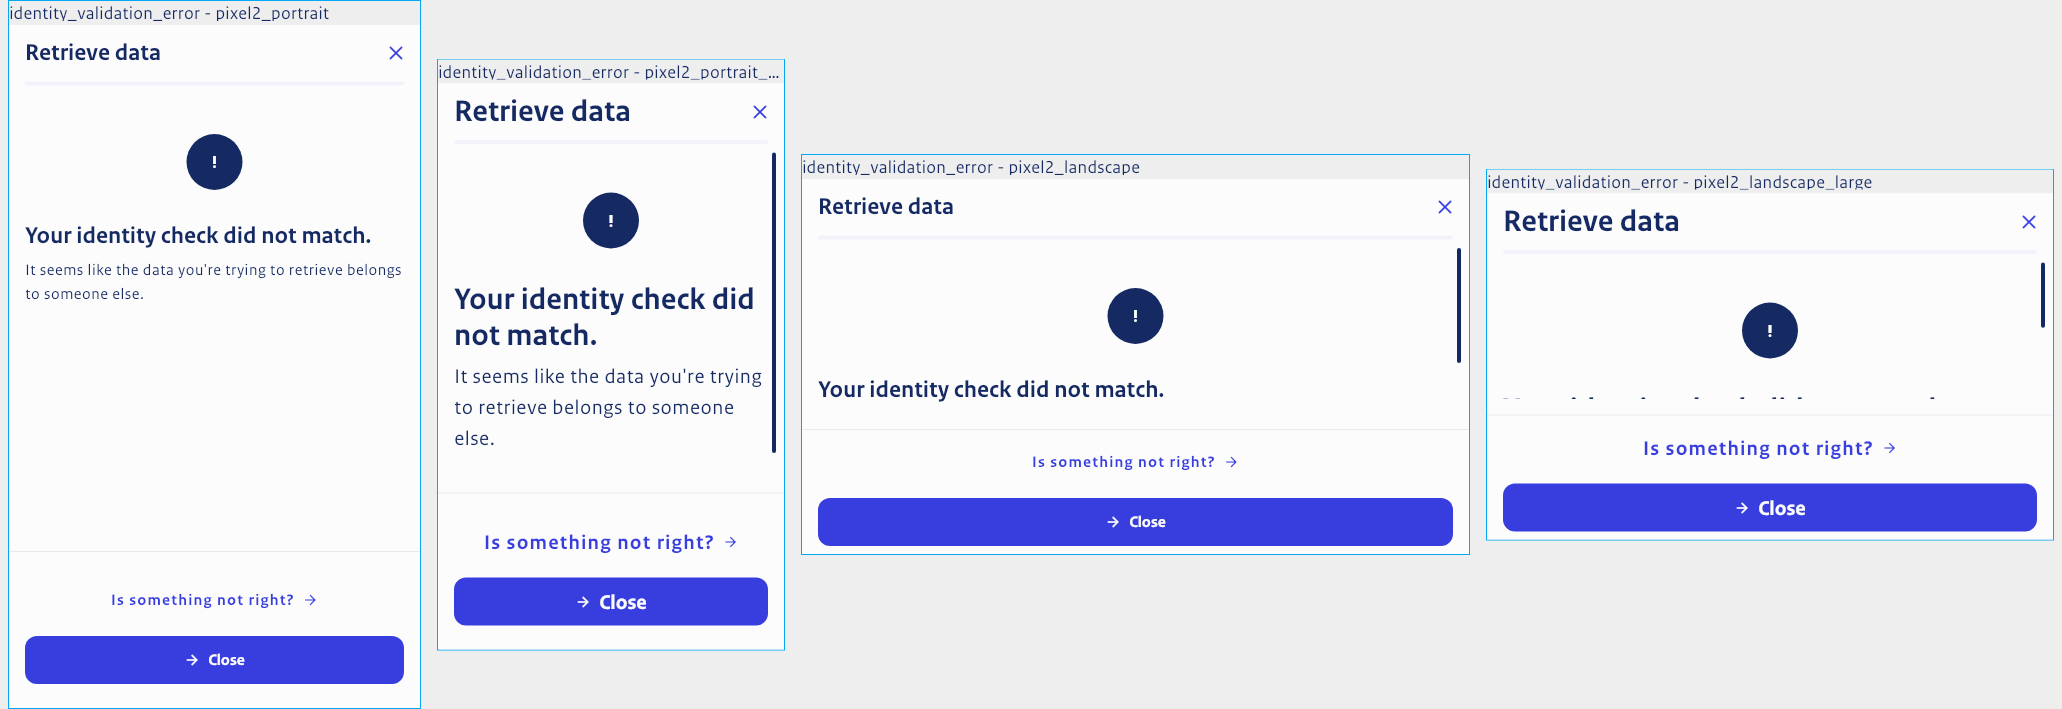 identity_validation_error - pixel2_portrait
Retrieve data
!
Your identity check did not match.
It seems like the data you're trying to retrieve belongs
to someone else.
Is something not right? →
→ Close
identity_validation_error - pixel2_portrait_...
Retrieve data
!
Your identity check did
not match.
It seems like the data you're trying
to retrieve belongs to someone
else.
Is something not right? →
→ Close
identity_validation_error - pixel2_landscape
Retrieve data
!
Your identity check did not match.
Is something not right? →
→ Close
identity_validation_error - pixel2_landscape_large
Retrieve data
!
Is something not right? →
→ Close